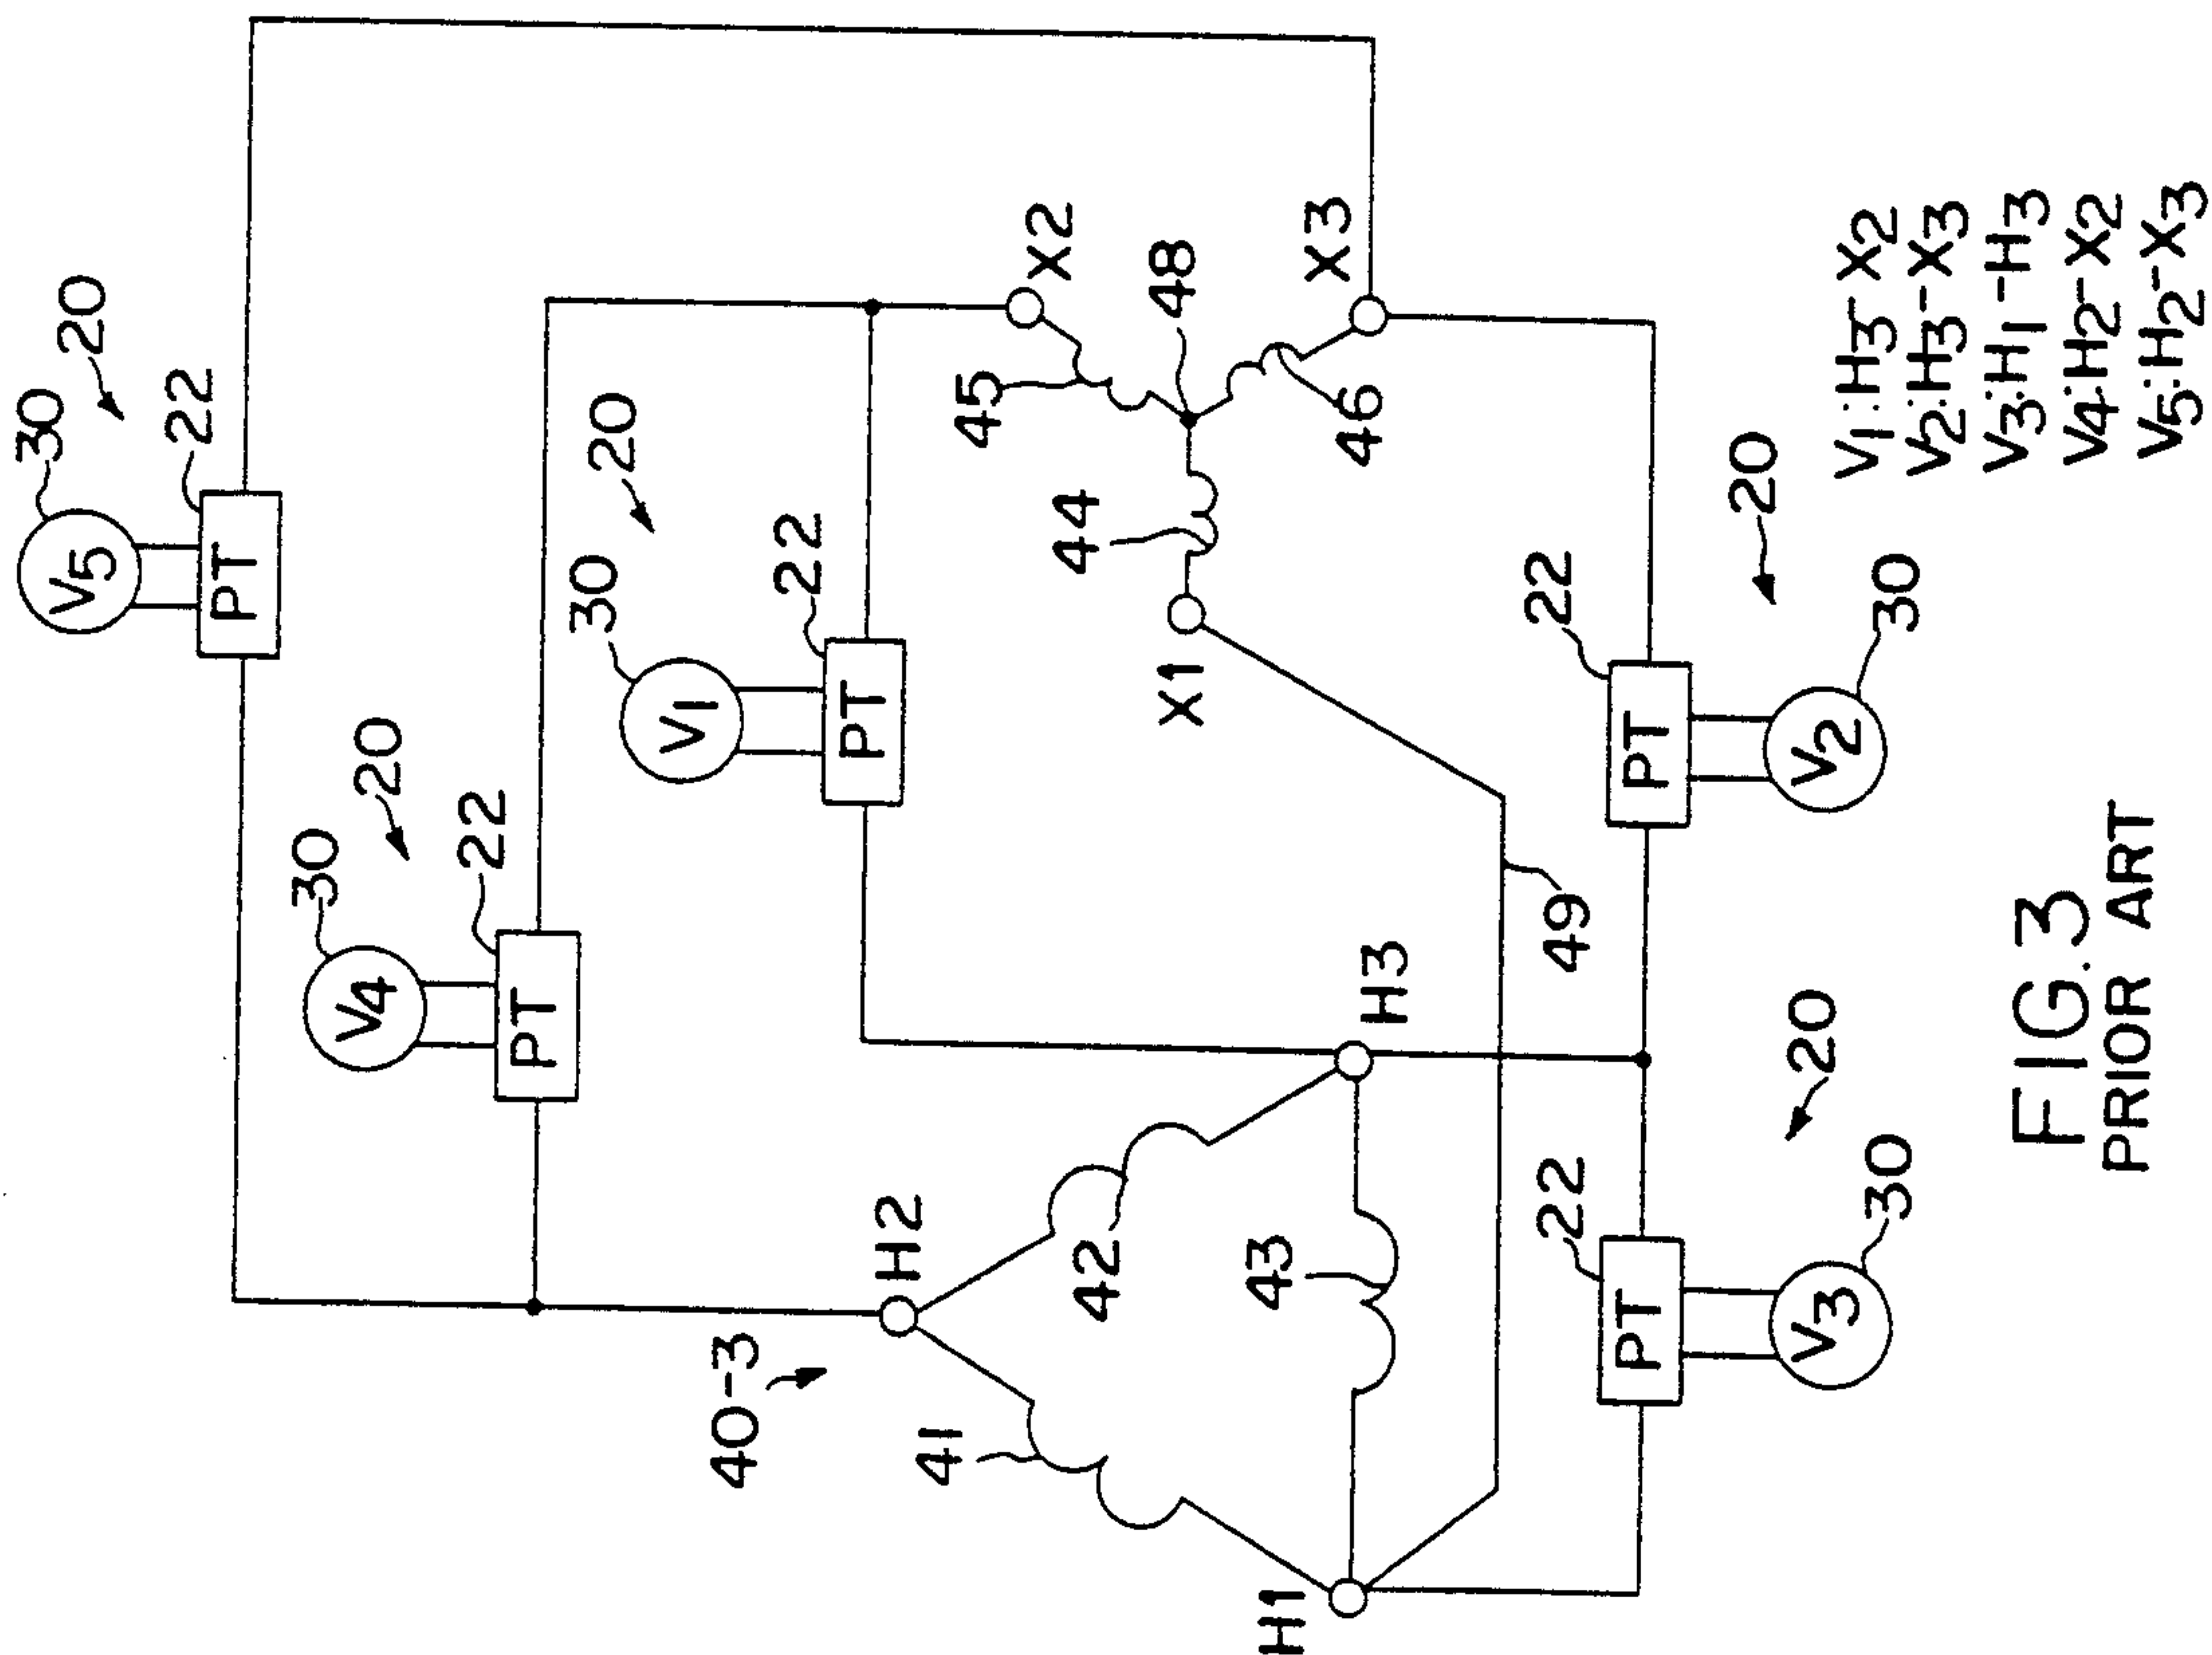 30
20
V5
22
PT
30
20
V4
22
PT
20
30
V1
22
PT
40-3
H2
41
42
43
H1
H3
X2
45
48
44
X1
46
X3
49
22
PT
V3
30
20
22
PT
V2
30
20
V1:H3-X2
V2:H3-X3
V3:H1-H3
V4:H2-X2
V5:H2-X3
FIG.3
PRIOR ART